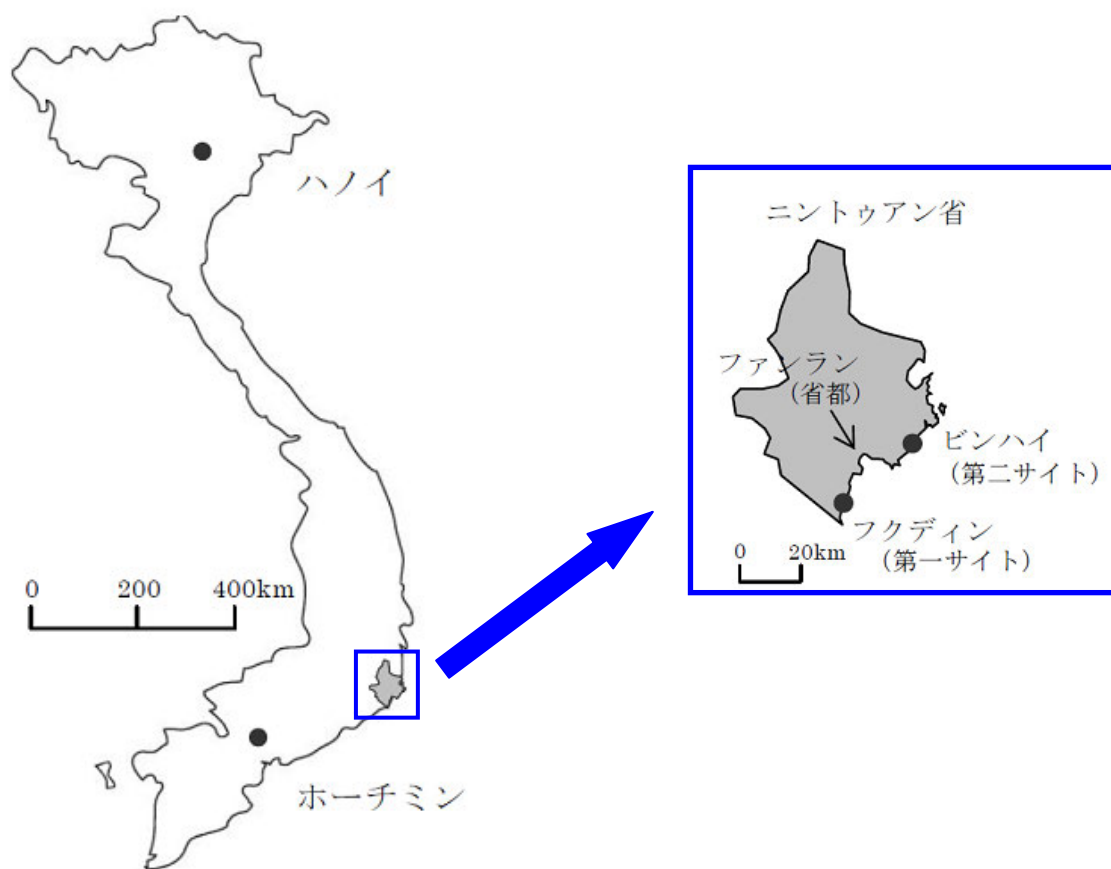 ハノイ
0 200 400km
ホーチミン
ニントゥアン省
ファンラン
(省都)
ビンハイ
(第二サイト)
フクディン
(第一サイト)
0 20km